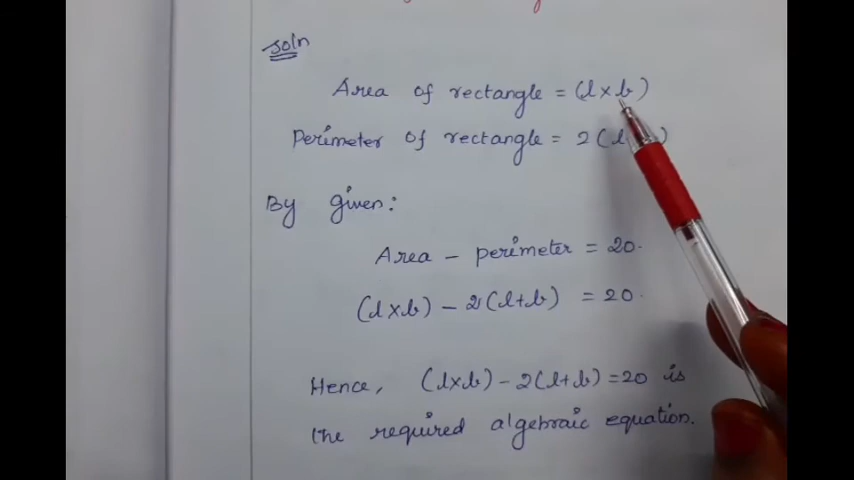 Soln
Area of rectangle = (l × b)
Perimeter of rectangle = 2 (l )
By given:
Area - perimeter = 20.
(l × b) - 2 (l + b) = 20.
Hence, (l × b) - 2 (l + b) = 20 is
the required algebraic equation.